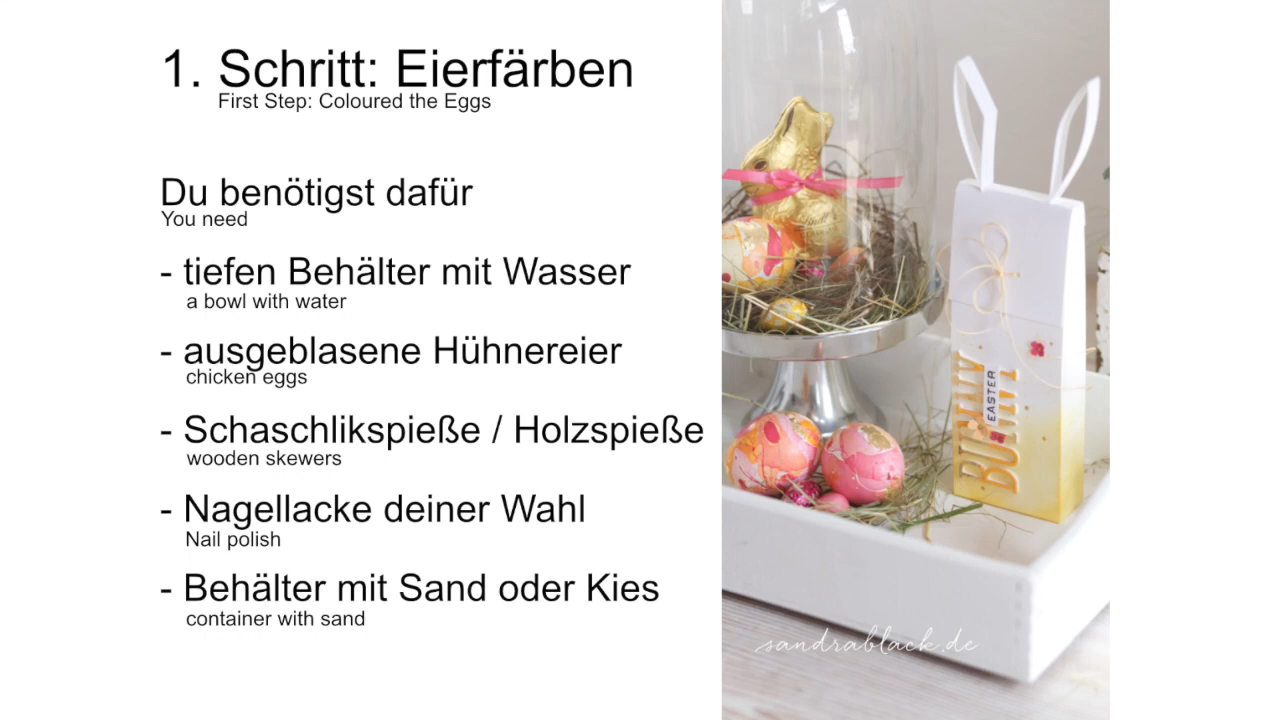 1. Schritt: Eierfärben
First Step: Coloured the Eggs
Du benötigst dafür
You need
- tiefen Behälter mit Wasser
a bowl with water
- ausgeblasene Hühnereier
chicken eggs
- Schaschlikspieße / Holzspieße
wooden skewers
- Nagellacke deiner Wahl
Nail polish
- Behälter mit Sand oder Kies
container with sand
BUNNY
EASTER
BUNNY
sandrablack.de